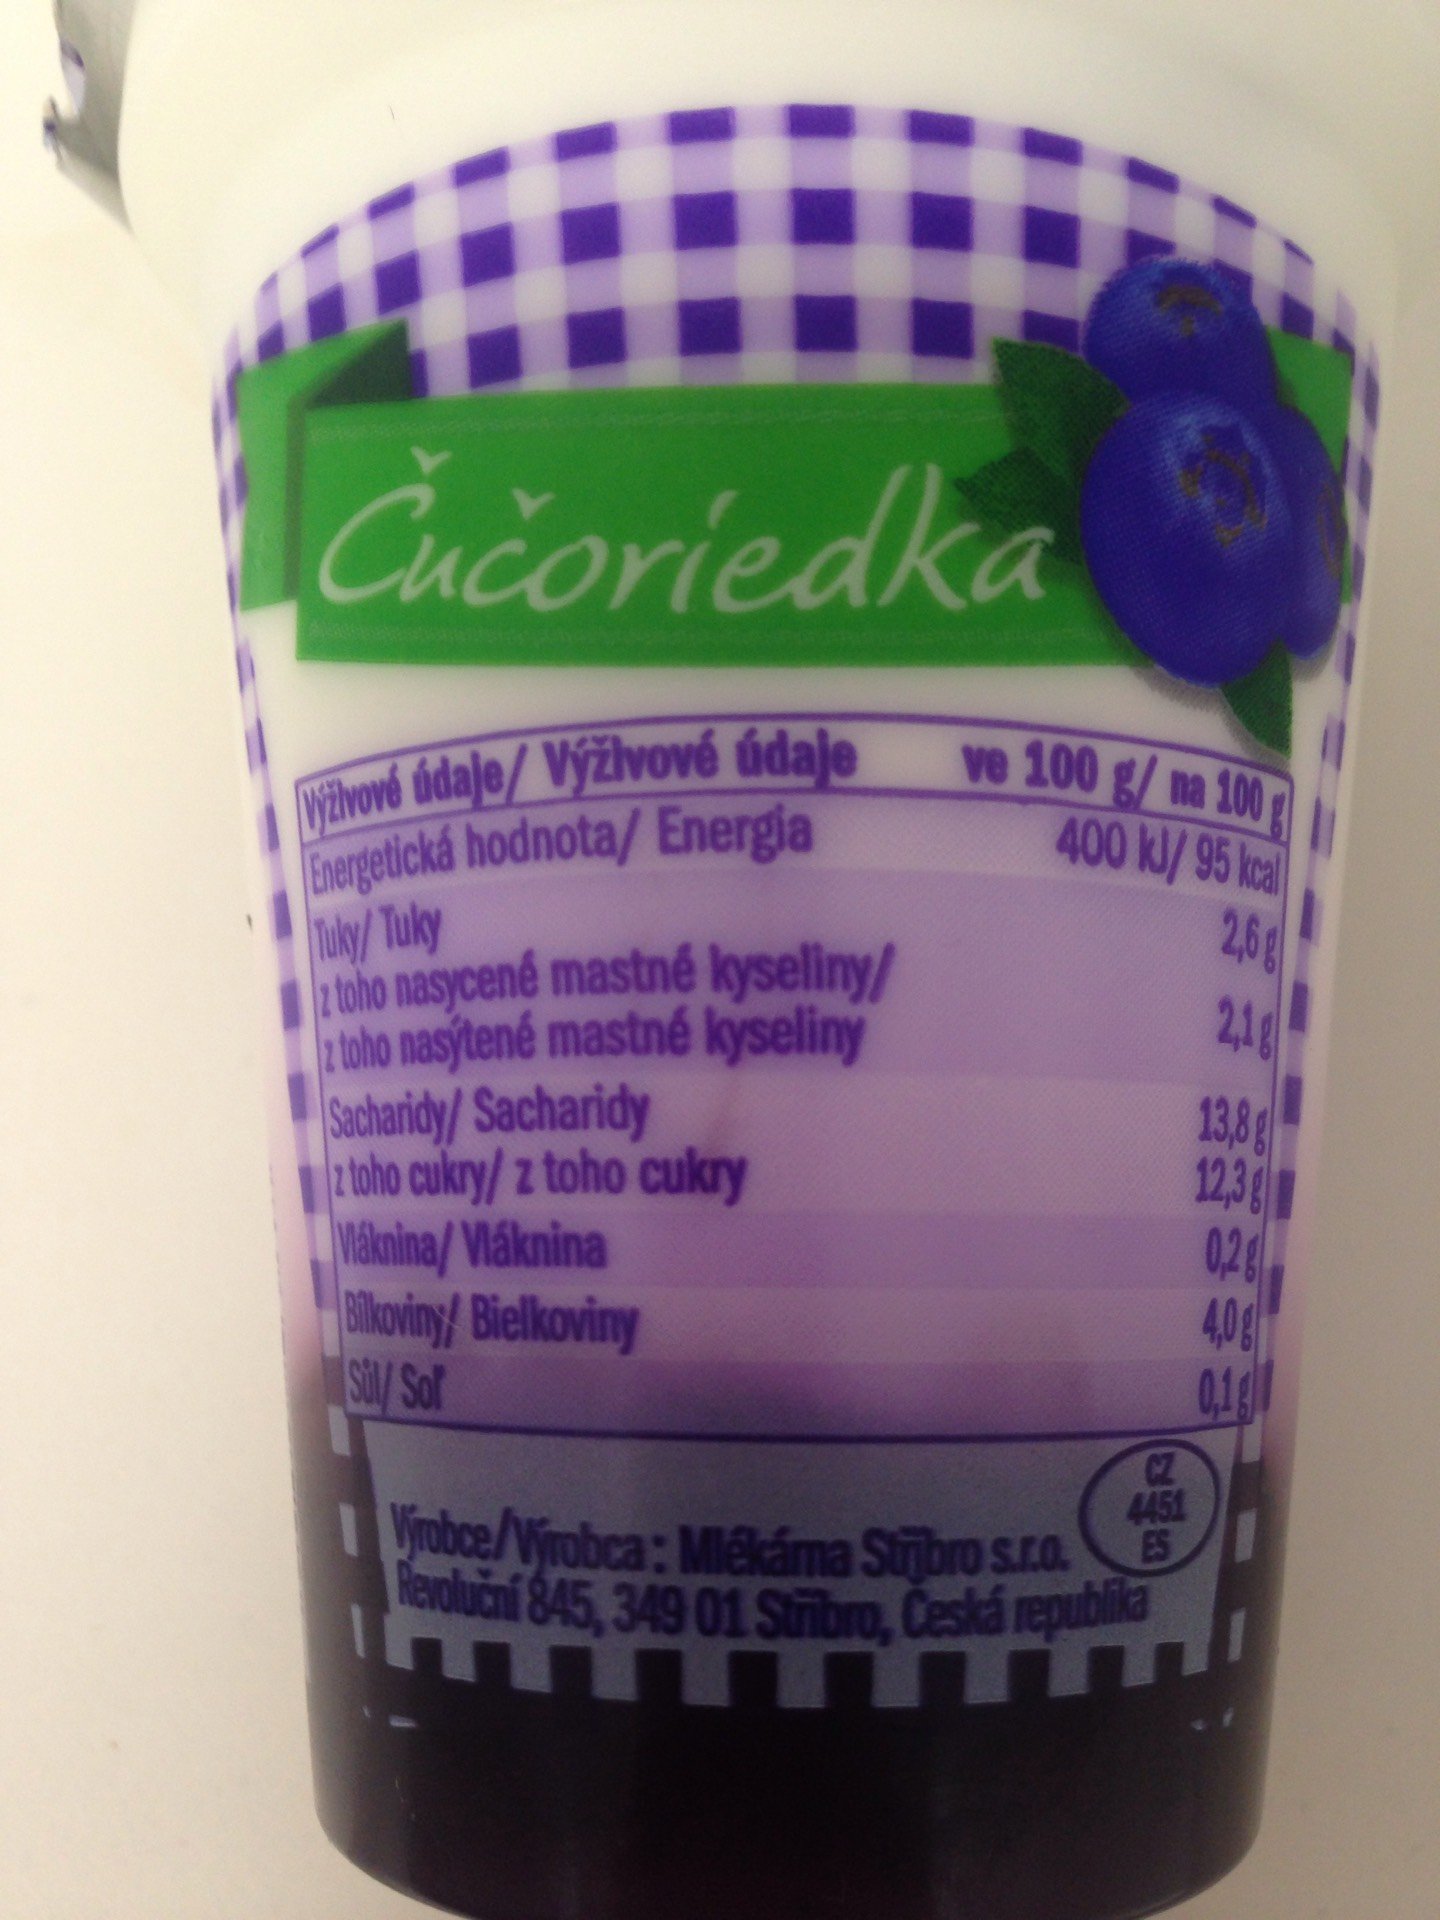 Čučoriedka
Výživové údaje/ Výživové údaje ve 100 g/ na 100 g
Energetická hodnota/ Energia 400 kJ/ 95 kcal
Tuky/ Tuky 2,6 g
z toho nasycené mastné kyseliny/
z toho nasýtené mastné kyseliny 2,1 g
Sacharidy/ Sacharidy 13,8 g
z toho cukry/ z toho cukry 12,3 g
Vláknina/ Vláknina 0,2 g
Bílkoviny/ Bielkoviny 4,0 g
Sůl/ Soľ 0,1 g
CZ
4451
ES
Výrobce/Výrobca: Mlékárna Stříbro s.r.o.
Revoluční 845, 349 01 Stříbro, Česká republika